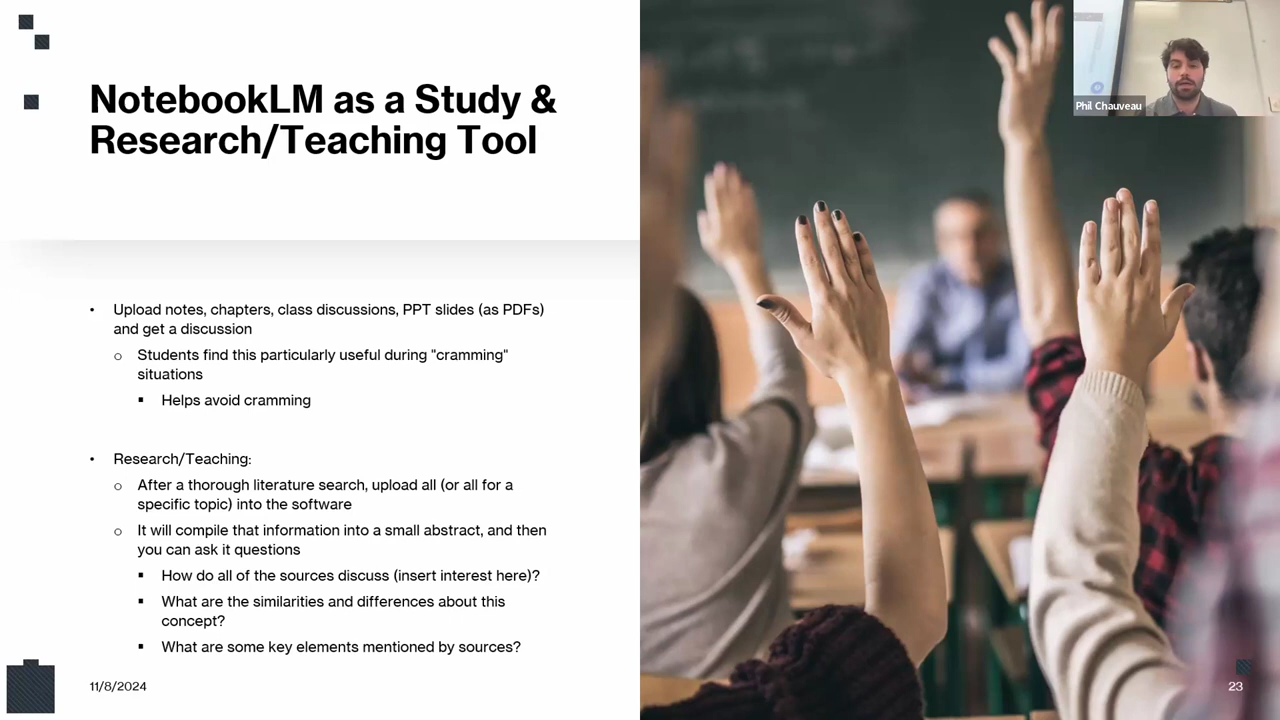 NotebookLM as a Study &
Research/Teaching Tool
Phil Chauveau
• Upload notes, chapters, class discussions, PPT slides (as PDFs)
and get a discussion
o Students find this particularly useful during "cramming"
situations
▪ Helps avoid cramming
• Research/Teaching:
o After a thorough literature search, upload all (or all for a
specific topic) into the software
o It will compile that information into a small abstract, and then
you can ask it questions
▪ How do all of the sources discuss (insert interest here)?
▪ What are the similarities and differences about this
concept?
▪ What are some key elements mentioned by sources?
11/8/2024
23